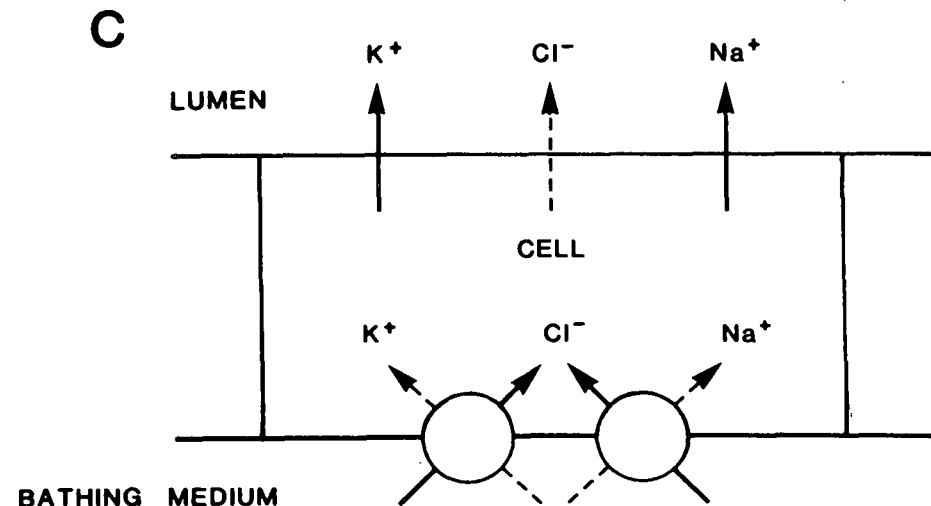 C
K⁺ Cl⁻ Na⁺
LUMEN
CELL
K⁺ Cl⁻ Na⁺
BATHING MEDIUM